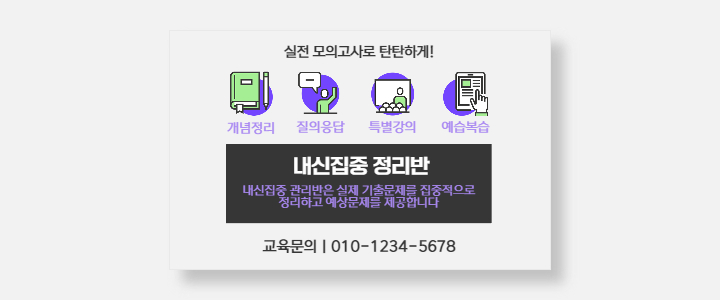 실전 모의고사로 탄탄하게!
개념정리 질의응답 특별강의 예습복습
내신집중 정리반
내신집중 관리반은 실제 기출문제를 집중적으로
정리하고 예상문제를 제공합니다
교육문의 | 010-1234-5678